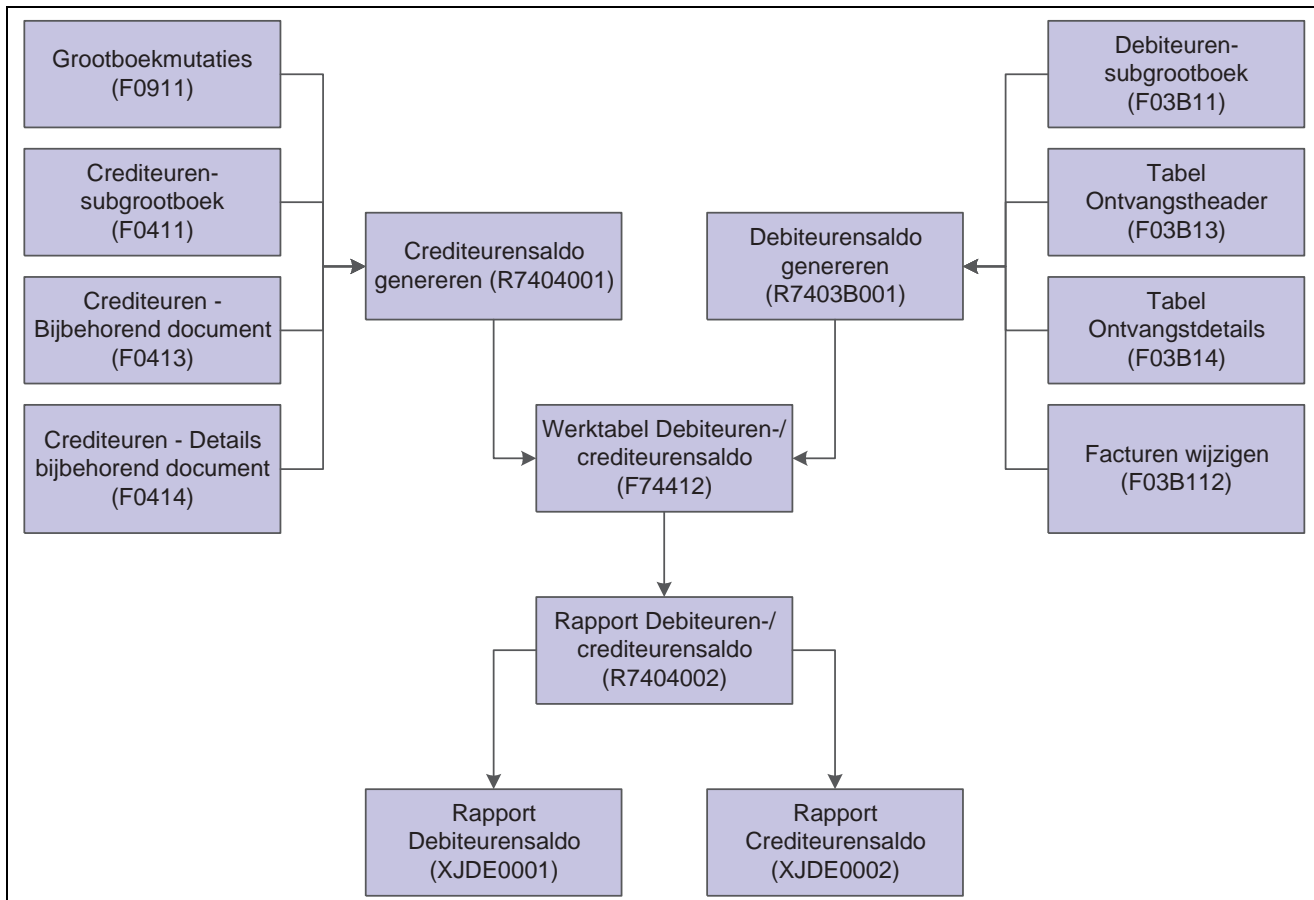 Grootboekmutaties
(F0911)
Crediteuren-
subgrootboek
(F0411)
Crediteuren -
Bijbehorend document
(F0413)
Crediteuren - Details
bijbehorend document
(F0414)
Crediteurensaldo
genereren (R7404001)
Debiteurensaldo
genereren
(R7403B001)
Debiteuren-
subgrootboek
(F03B11)
Tabel
Ontvangstheader
(F03B13)
Tabel
Ontvangstdetails
(F03B14)
Facturen wijzigen
(F03B112)
Werktabel Debiteuren-/
crediteurensaldo
(F74412)
Rapport Debiteuren-/
crediteurensaldo
(R7404002)
Rapport
Debiteurensaldo
(XJDE0001)
Rapport
Crediteurensaldo
(XJDE0002)